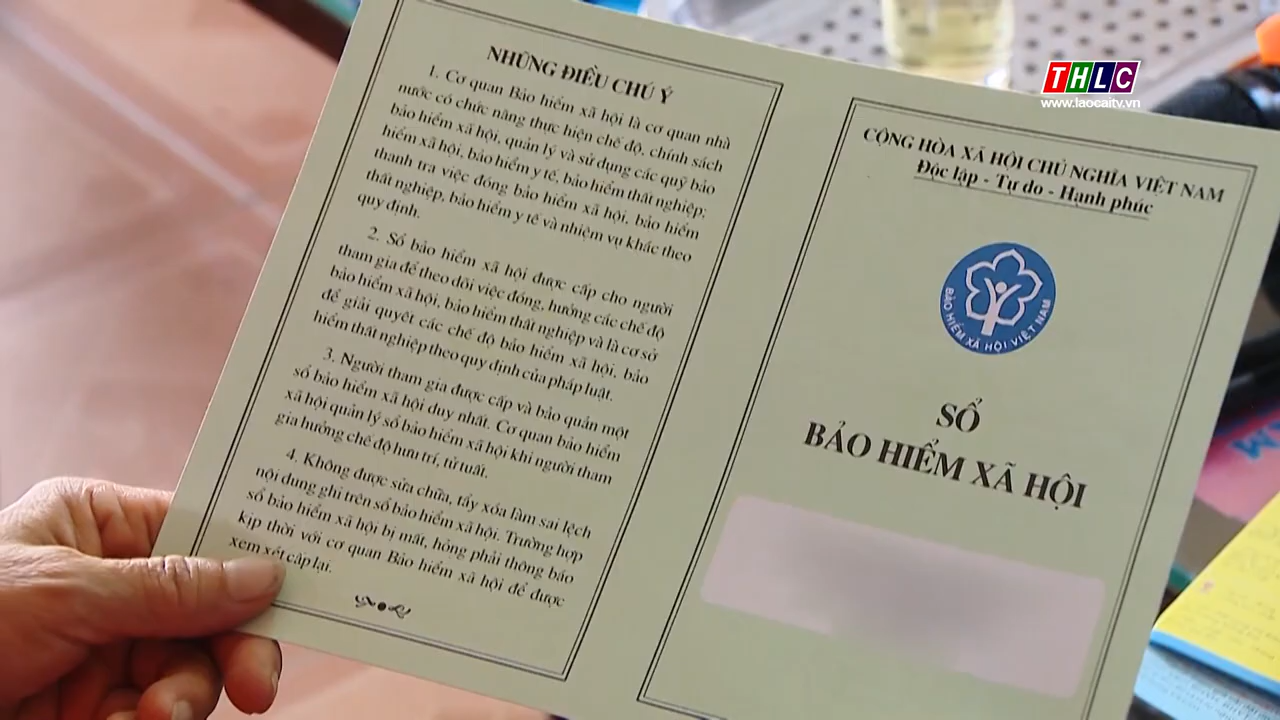 NHỮNG ĐIỀU CHÚ Ý
1. Cơ quan Bảo hiểm xã hội là cơ quan nhà
nước có chức năng thực hiện chế độ, chính sách
bảo hiểm xã hội, quản lý và sử dụng các quỹ bảo
hiểm xã hội, bảo hiểm y tế, bảo hiểm thất nghiệp;
thanh tra việc đóng bảo hiểm xã hội, bảo hiểm
thất nghiệp, bảo hiểm y tế và nhiệm vụ khác theo
quy định.
2. Sổ bảo hiểm xã hội được cấp cho người
tham gia để theo dõi việc đóng, hưởng các chế độ
bảo hiểm xã hội, bảo hiểm thất nghiệp và là cơ sở
để giải quyết các chế độ bảo hiểm xã hội, bảo
hiểm thất nghiệp theo quy định của pháp luật.
3. Người tham gia được cấp và bảo quản một
sổ bảo hiểm xã hội duy nhất. Cơ quan bảo hiểm
xã hội quản lý sổ bảo hiểm xã hội khi người tham
gia hưởng chế độ hưu trí, tử tuất.
4. Không được sửa chữa, tẩy xóa làm sai lệch
nội dung ghi trên sổ bảo hiểm xã hội. Trường hợp
sổ bảo hiểm xã hội bị mất, hỏng phải thông báo
kịp thời với cơ quan Bảo hiểm xã hội để được
xem xét cấp lại.
THLC
www.laocaitv.vn
CỘNG HÒA XÃ HỘI CHỦ NGHĨA VIỆT NAM
Độc lập - Tự do - Hạnh phúc
BẢO HIỂM XÃ HỘI VIỆT NAM
SỔ
BẢO HIỂM XÃ HỘI